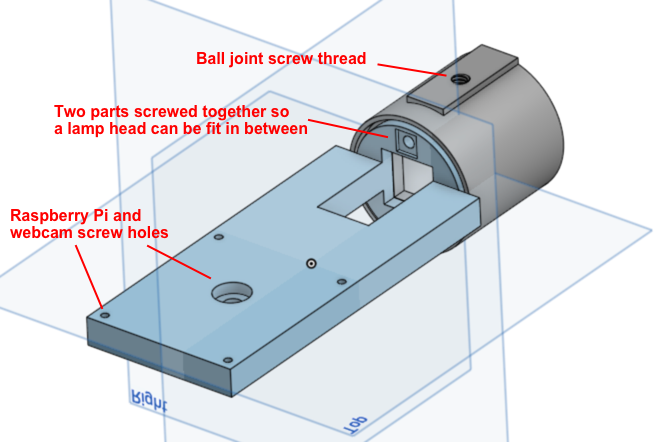 Ball joint screw thread
Two parts screwed together so
a lamp head can be fit in between
Raspberry Pi and
webcam screw holes
Right
Top